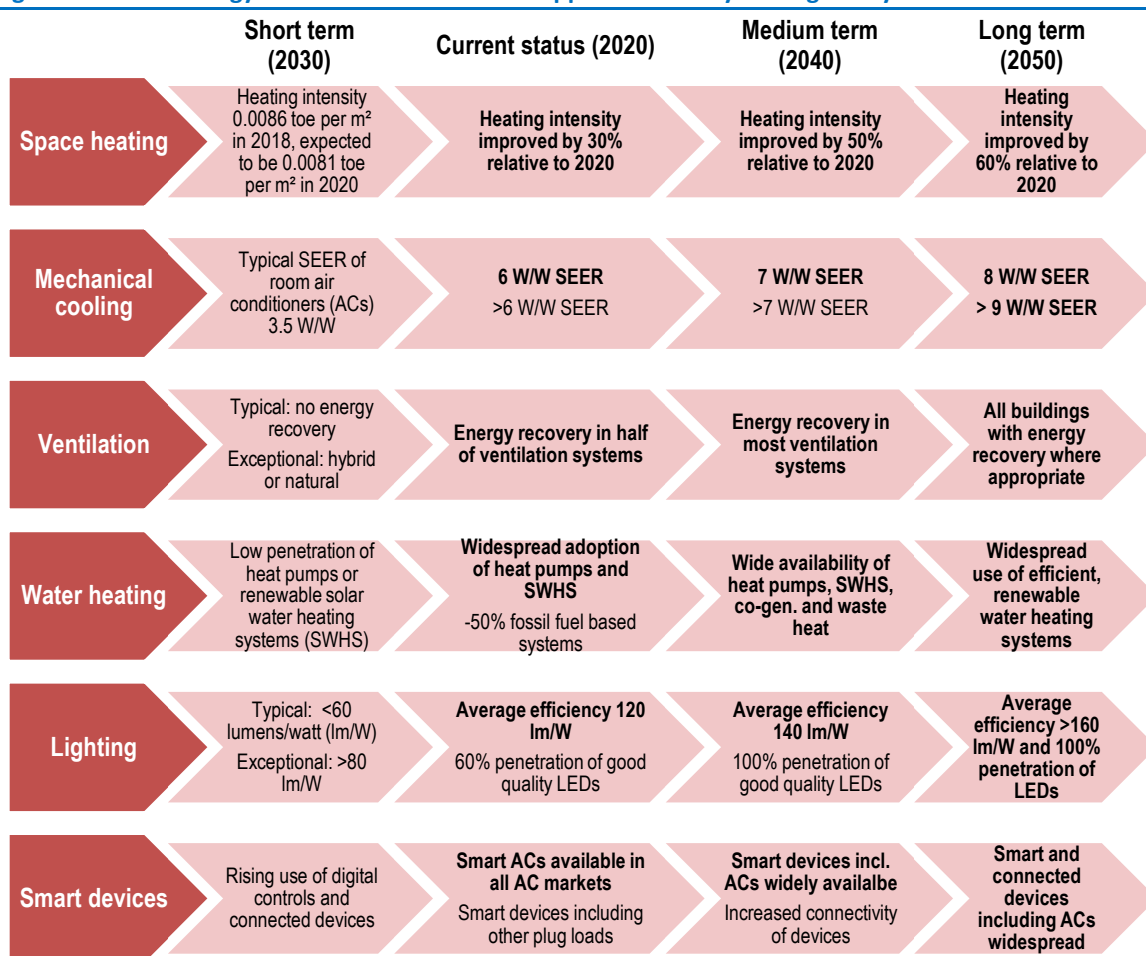 Short term
(2030)
Current status (2020)
Medium term
(2040)
Long term
(2050)
Space heating
Heating intensity
0.0086 toe per m²
in 2018, expected
to be 0.0081 toe
per m² in 2020
Heating intensity
improved by 30%
relative to 2020
Heating intensity
improved by 50%
relative to 2020
Heating
intensity
improved by
60% relative to
2020
Mechanical
cooling
Typical SEER of
room air
conditioners (ACs)
3.5 W/W
6 W/W SEER
>6 W/W SEER
7 W/W SEER
>7 W/W SEER
8 W/W SEER
> 9 W/W SEER
Ventilation
Typical: no energy
recovery
Exceptional: hybrid
or natural
Energy recovery in half
of ventilation systems
Energy recovery in
most ventilation
systems
All buildings
with energy
recovery where
appropriate
Water heating
Low penetration of
heat pumps or
renewable solar
water heating
systems (SWHS)
Widespread adoption
of heat pumps and
SWHS
-50% fossil fuel based
systems
Wide availability of
heat pumps, SWHS,
co-gen. and waste
heat
Widespread
use of efficient,
renewable
water heating
systems
Lighting
Typical: <60
lumens/watt (lm/W)
Exceptional: >80
lm/W
Average efficiency 120
lm/W
60% penetration of good
quality LEDs
Average efficiency
140 lm/W
100% penetration of
good quality LEDs
Average
efficiency >160
lm/W and 100%
penetration of
LEDs
Smart devices
Rising use of digital
controls and
connected devices
Smart ACs available in
all AC markets
Smart devices including
other plug loads
Smart devices incl.
ACs widely availalbe
Increased connectivity
of devices
Smart and
connected
devices
including ACs
widespread